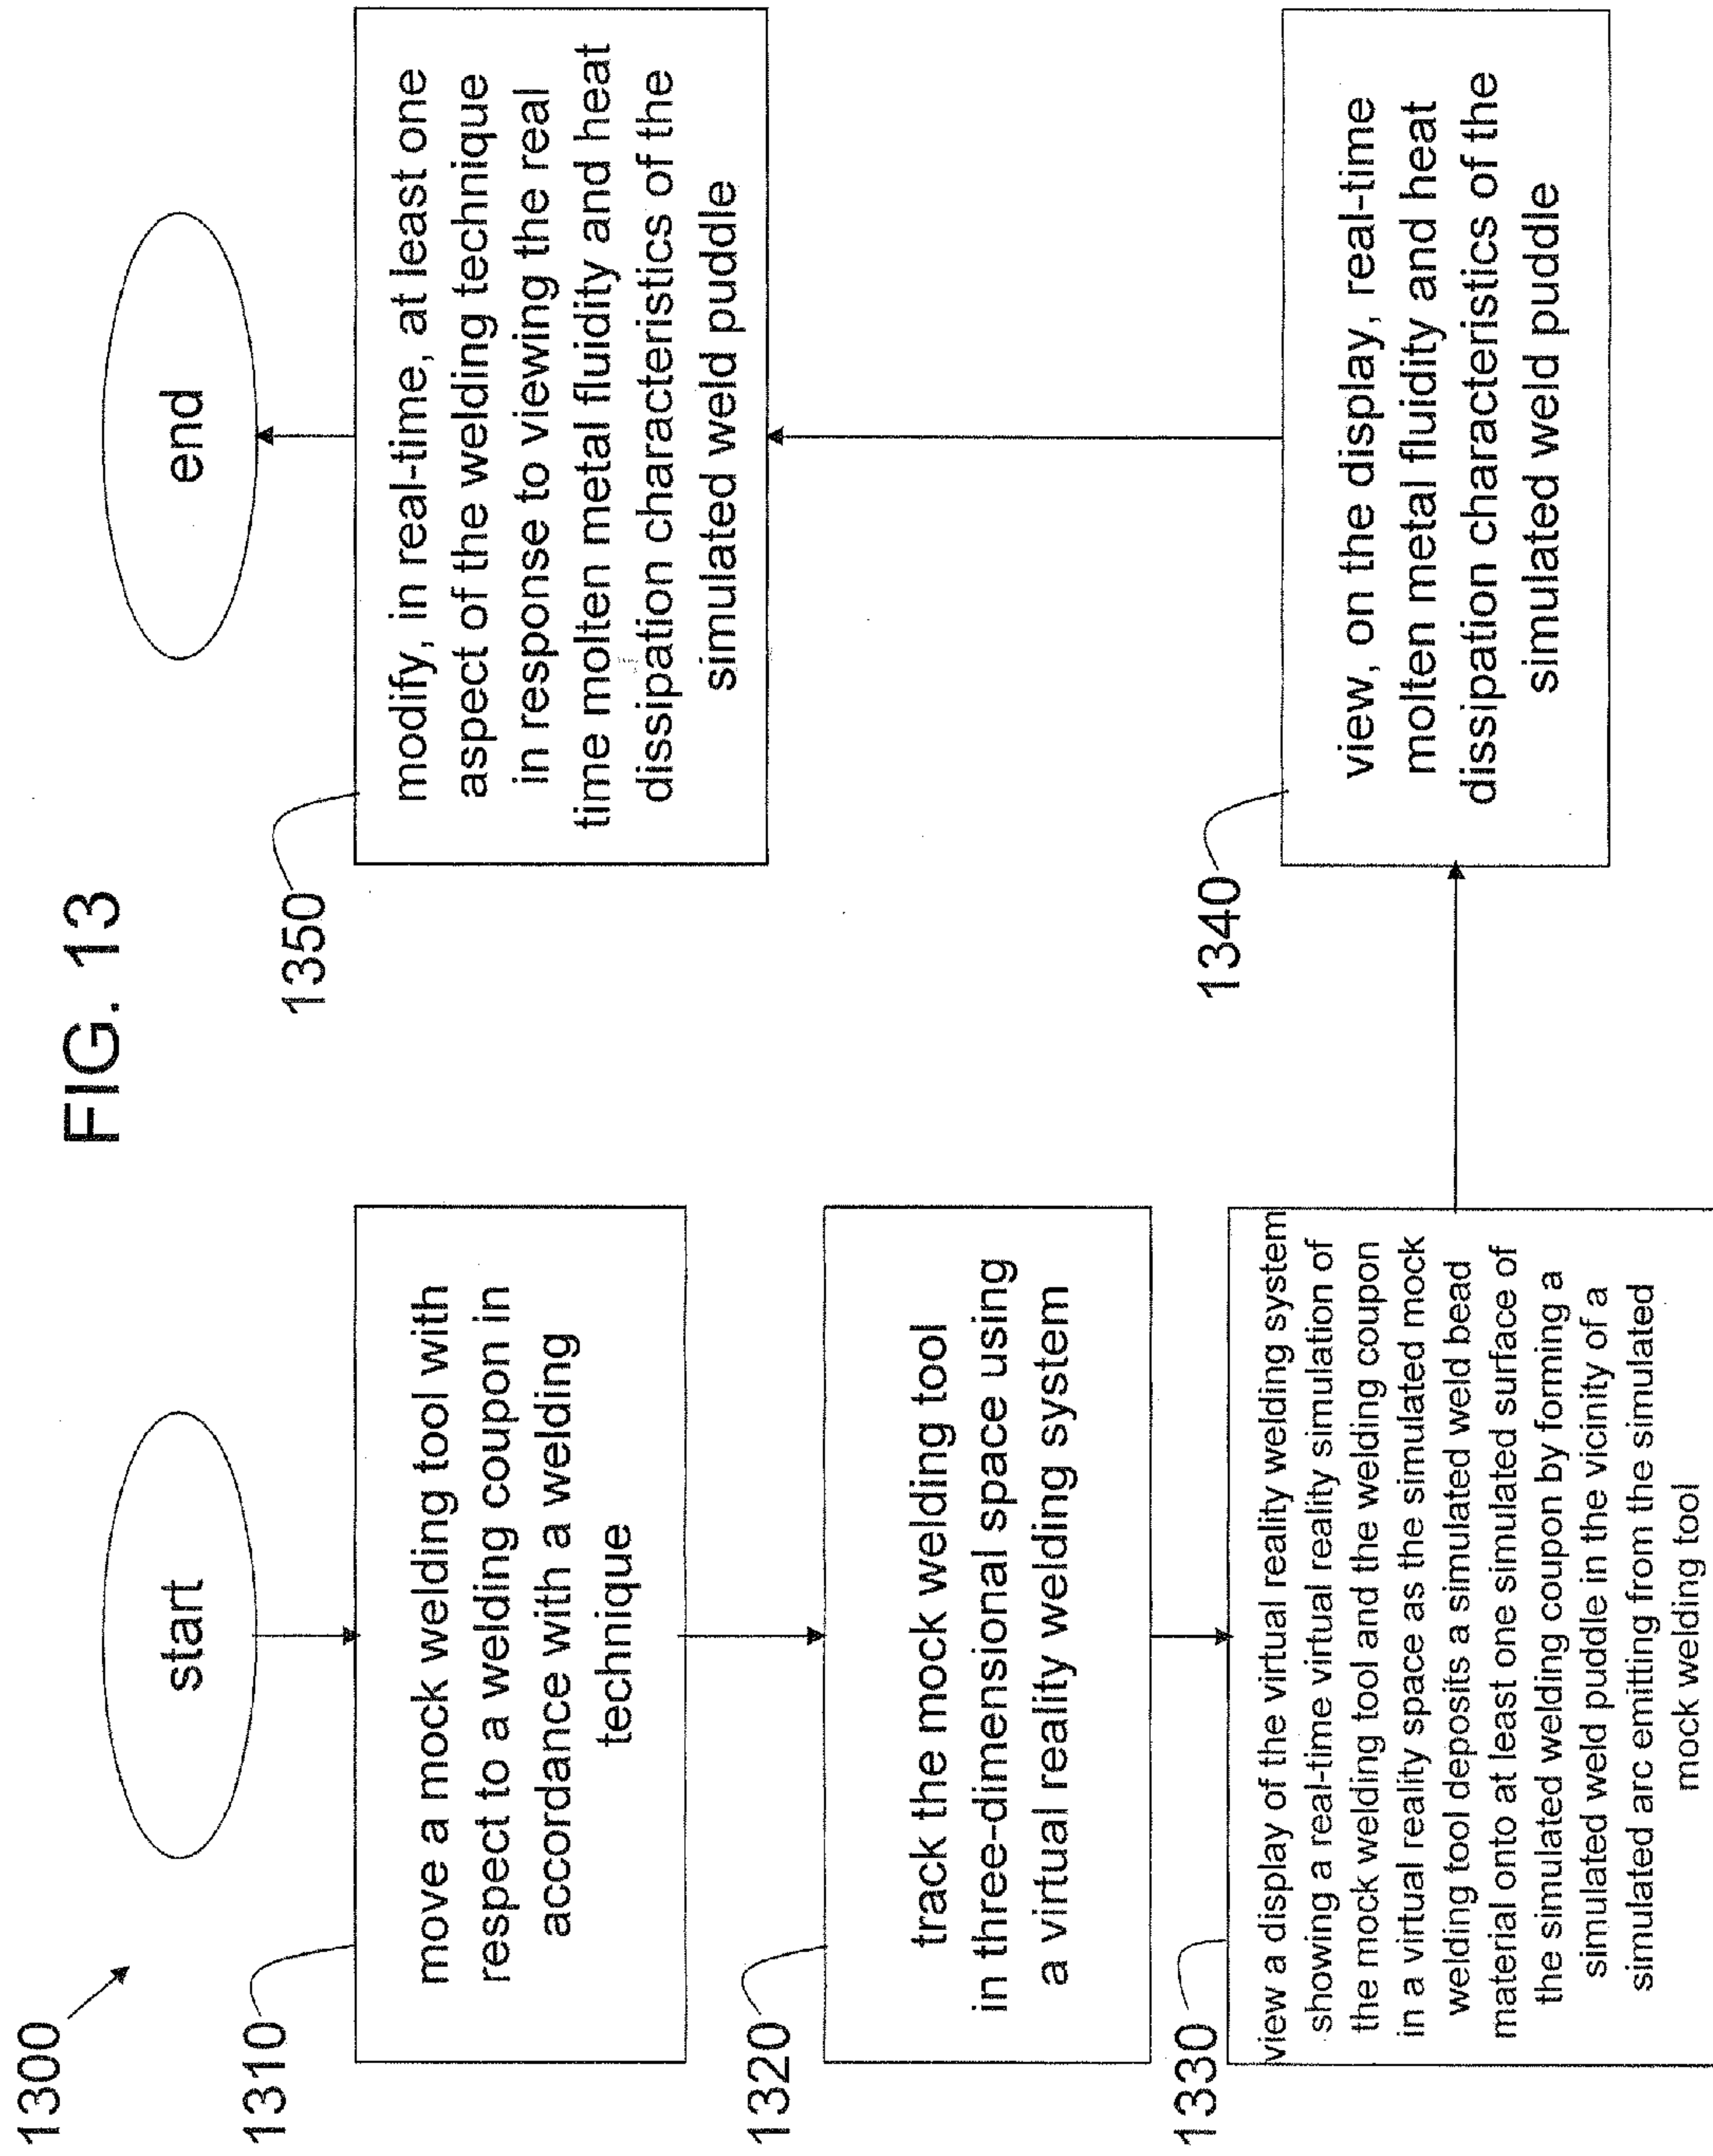 FIG. 13
1300
start
1310
move a mock welding tool with
respect to a welding coupon in
accordance with a welding
technique
1320
track the mock welding tool
in three-dimensional space using
a virtual reality welding system
1330
view a display of the virtual reality welding system
showing a real-time virtual reality simulation of
the mock welding tool and the welding coupon
in a virtual reality space as the simulated mock
welding tool deposits a simulated weld bead
material onto at least one simulated surface of
the simulated welding coupon by forming a
simulated weld puddle in the vicinity of a
simulated arc emitting from the simulated
mock welding tool
1340
view, on the display, real-time
molten metal fluidity and heat
dissipation characteristics of the
simulated weld puddle
1350
modify, in real-time, at least one
aspect of the welding technique
in response to viewing the real
time molten metal fluidity and heat
dissipation characteristics of the
simulated weld puddle
end